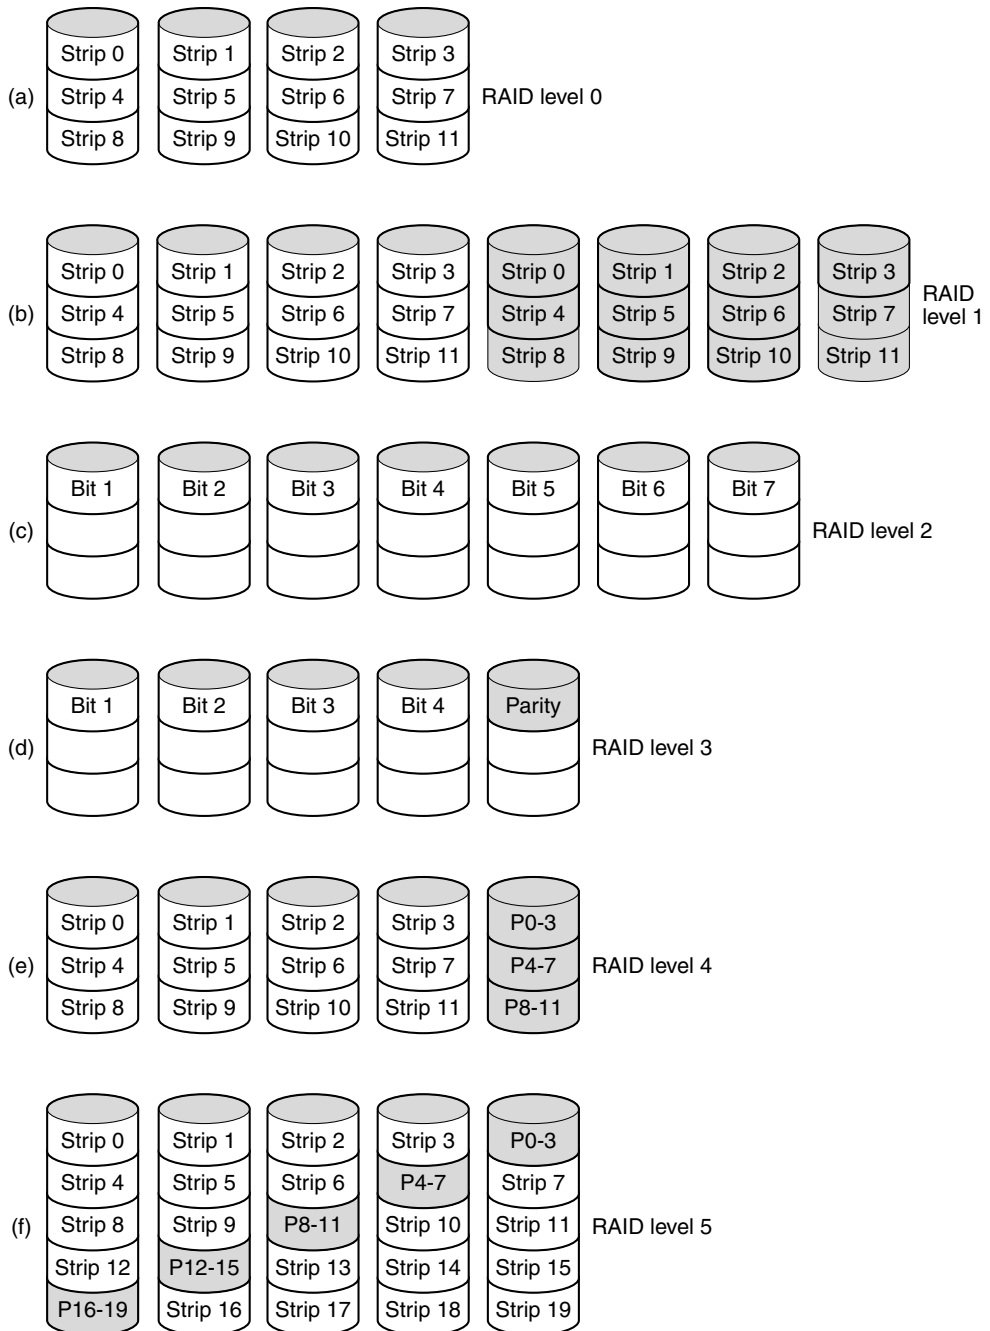 Strip 0 Strip 1 Strip 2 Strip 3
(a) Strip 4 Strip 5 Strip 6 Strip 7 RAID level 0
Strip 8 Strip 9 Strip 10 Strip 11
Strip 0 Strip 1 Strip 2 Strip 3 Strip 0 Strip 1 Strip 2 Strip 3
(b) Strip 4 Strip 5 Strip 6 Strip 7 Strip 4 Strip 5 Strip 6 Strip 7 RAID level 1
Strip 8 Strip 9 Strip 10 Strip 11 Strip 8 Strip 9 Strip 10 Strip 11
Bit 1 Bit 2 Bit 3 Bit 4 Bit 5 Bit 6 Bit 7
(c) RAID level 2
Bit 1 Bit 2 Bit 3 Bit 4 Parity
(d) RAID level 3
Strip 0 Strip 1 Strip 2 Strip 3 P0-3
(e) Strip 4 Strip 5 Strip 6 Strip 7 P4-7 RAID level 4
Strip 8 Strip 9 Strip 10 Strip 11 P8-11
Strip 0 Strip 1 Strip 2 Strip 3 P0-3
Strip 4 Strip 5 Strip 6 P4-7 Strip 7
(f) Strip 8 Strip 9 P8-11 Strip 10 Strip 11 RAID level 5
Strip 12 P12-15 Strip 13 Strip 14 Strip 15
P16-19 Strip 16 Strip 17 Strip 18 Strip 19